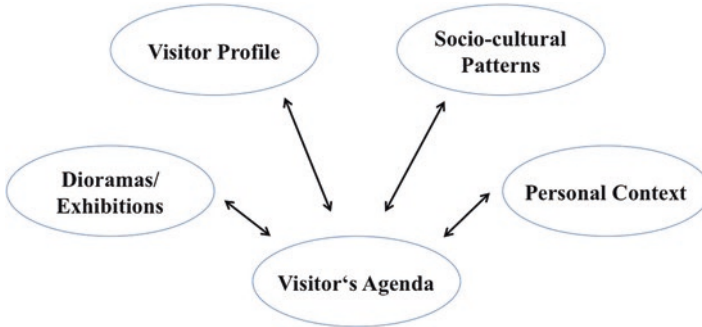 Visitor Profile
Socio-cultural
Patterns
Dioramas/
Exhibitions
Personal Context
Visitor‘s Agenda